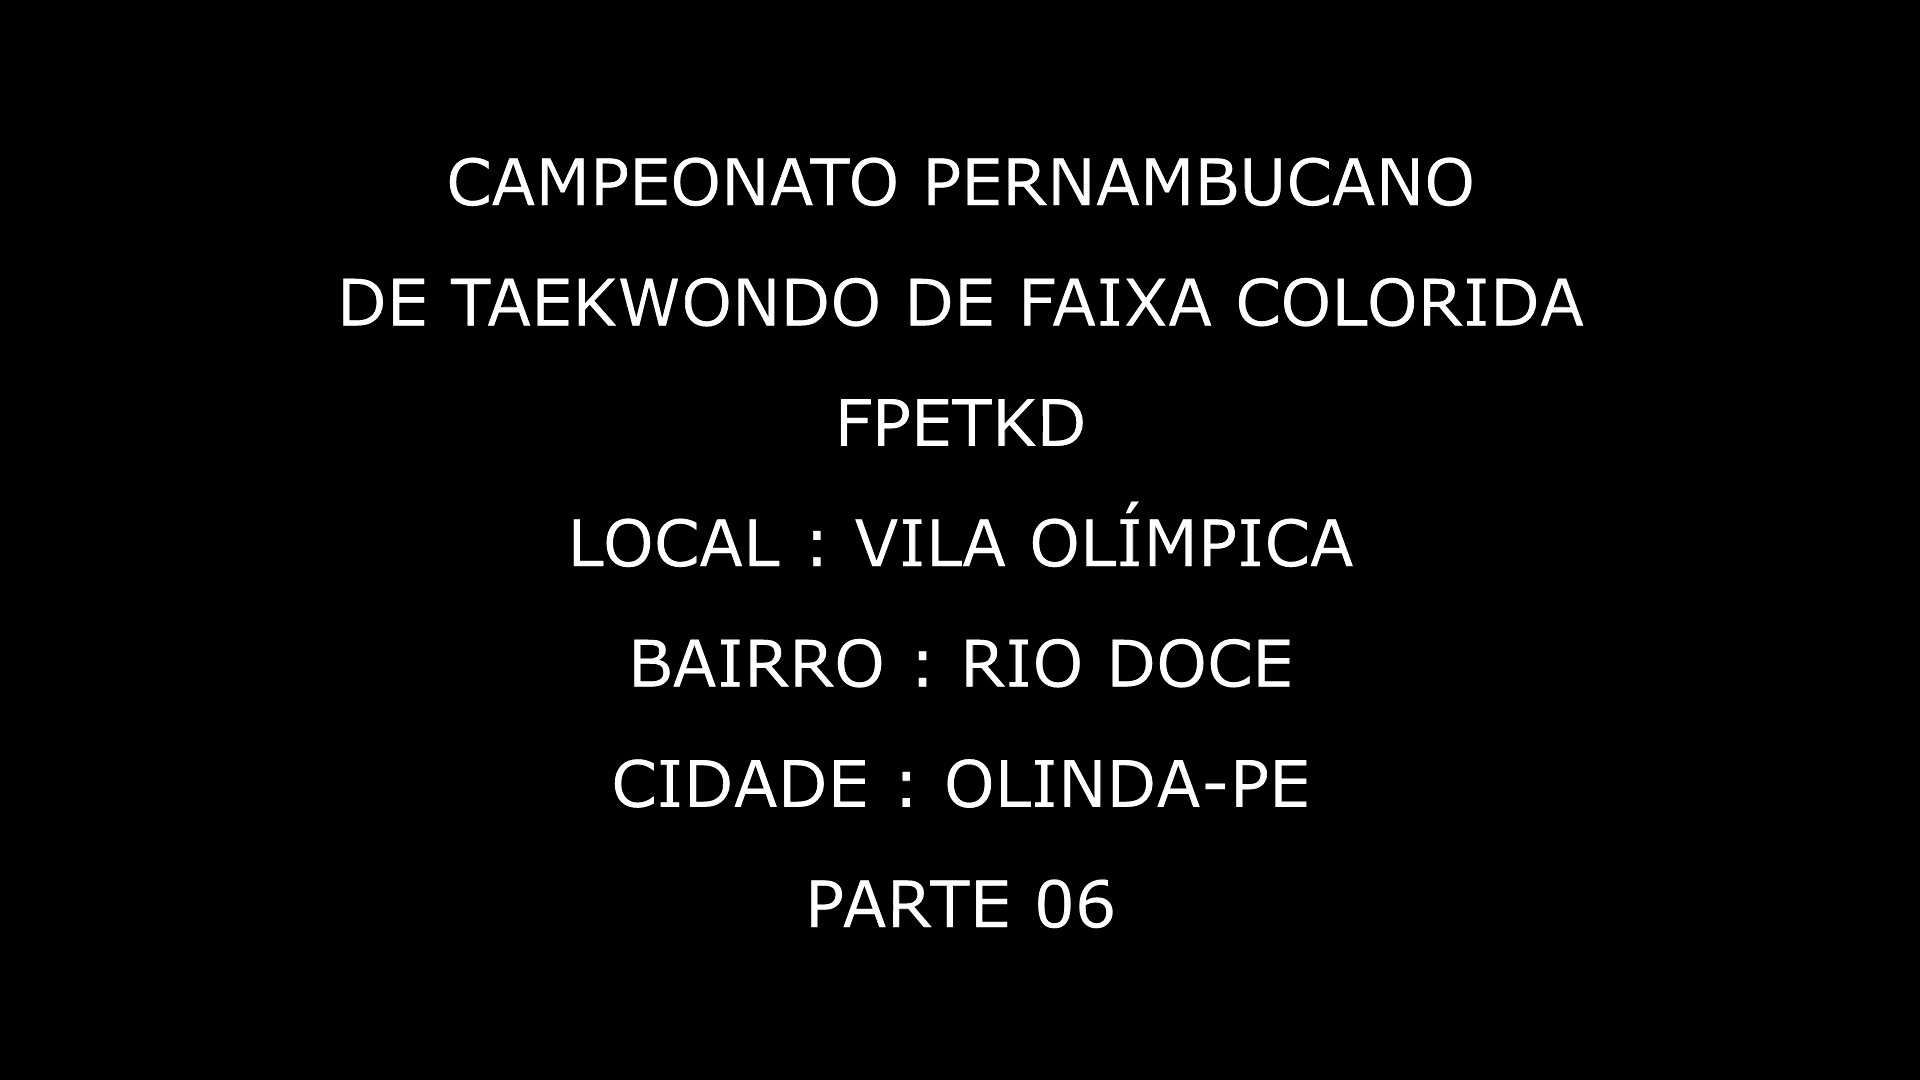 CAMPEONATO PERNAMBUCANO
DE TAEKWONDO DE FAIXA COLORIDA
FPETKD
LOCAL : VILA OLÍMPICA
BAIRRO : RIO DOCE
CIDADE : OLINDA-PE
PARTE 06